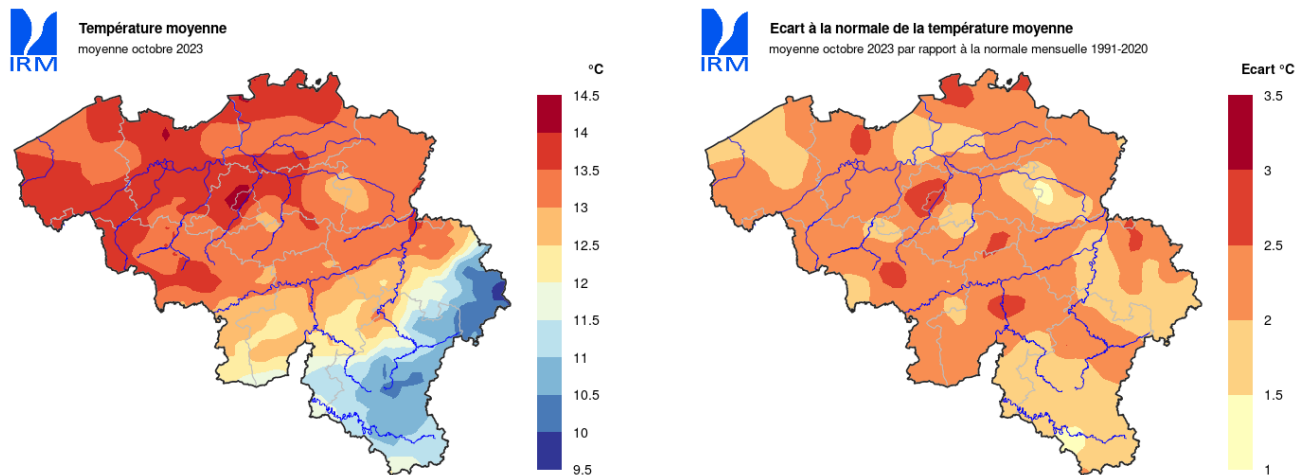 IRM
Température moyenne
moyenne octobre 2023
°C
14.5
14
13.5
13
12.5
12
11.5
11
10.5
10
9.5
IRM
Ecart à la normale de la température moyenne
moyenne octobre 2023 par rapport à la normale mensuelle 1991-2020
Ecart °C
3.5
3
2.5
2
1.5
1